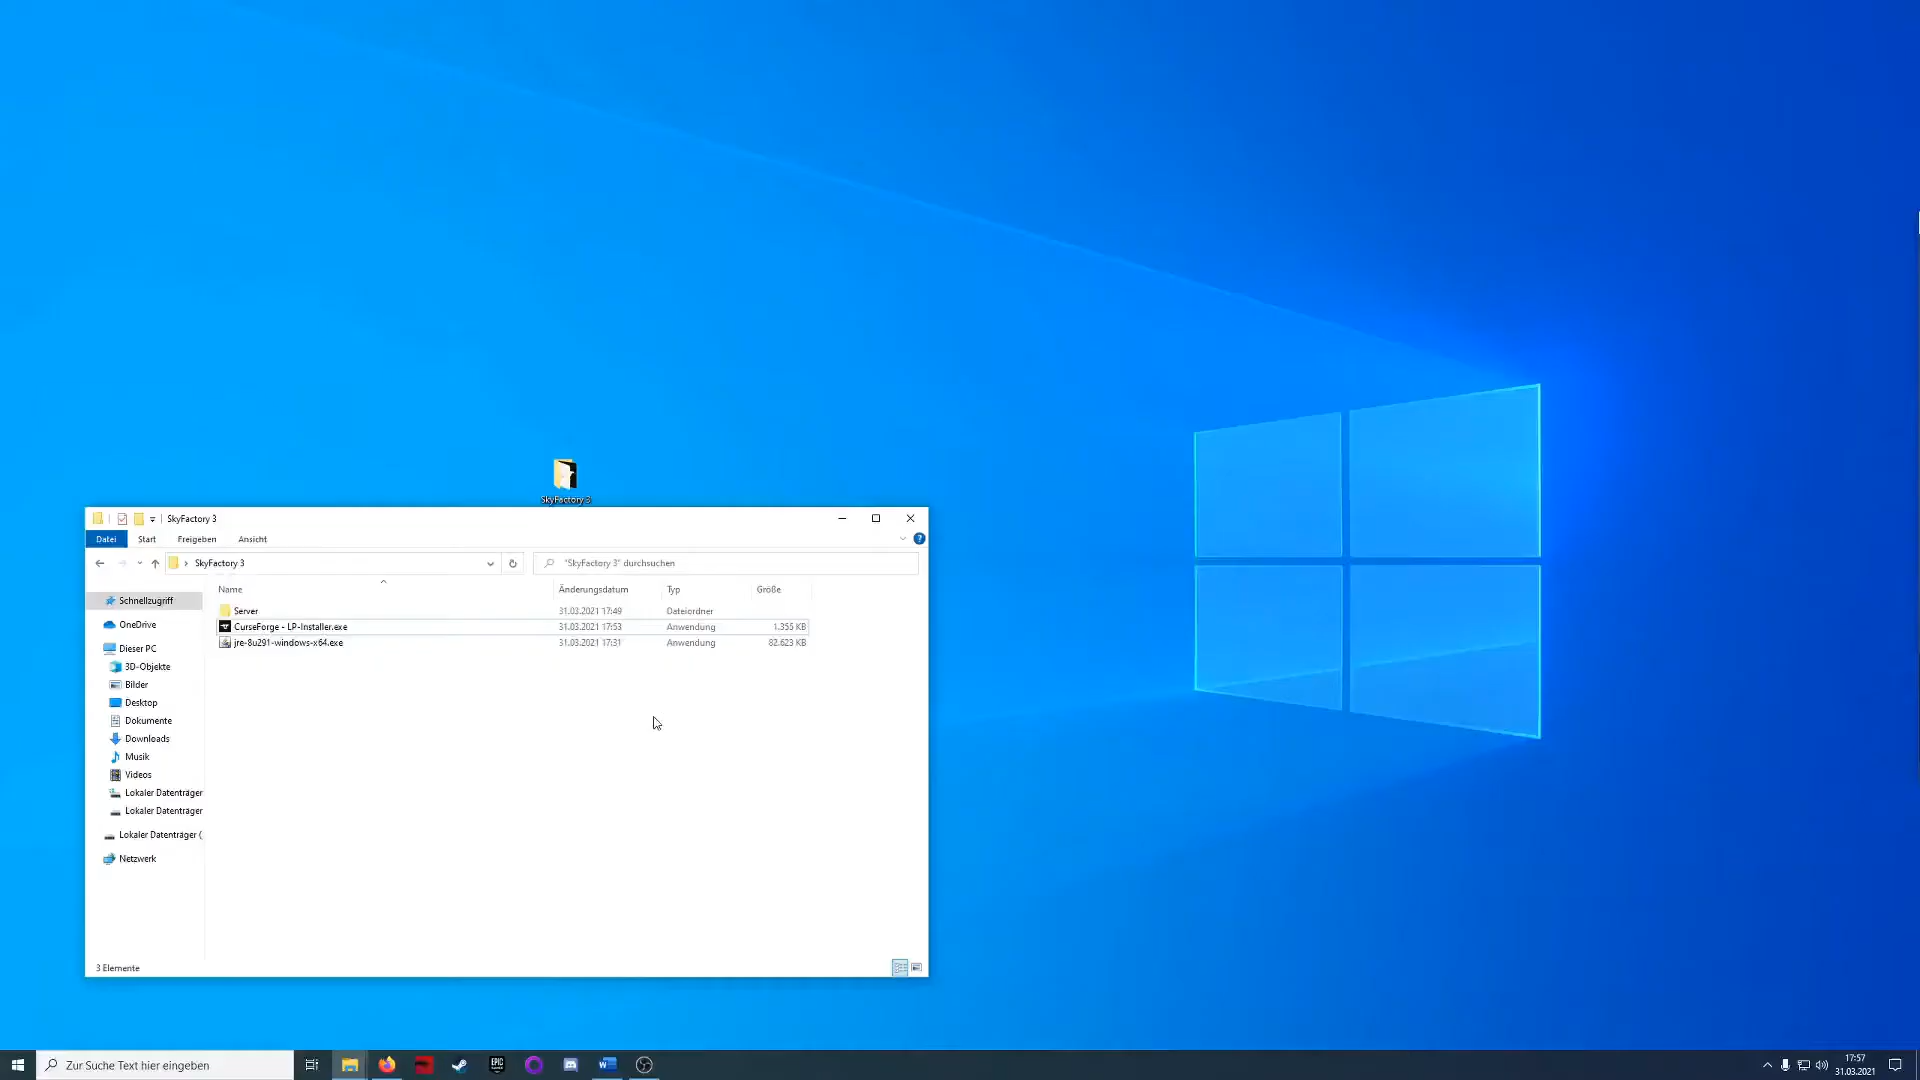 SkyFactory 3
SkyFactory 3
Datei Start Freigeben Ansicht
SkyFactory 3 "SkyFactory 3" durchsuchen
Name Änderungsdatum Typ Größe
Server 31.03.2021 17:49 Dateiordner
CurseForge - LP-Installer.exe 31.03.2021 17:53 Anwendung 1.355 KB
jre-8u291-windows-x64.exe 31.03.2021 17:31 Anwendung 82.623 KB
Schnellzugriff
OneDrive
Dieser PC
3D-Objekte
Bilder
Desktop
Dokumente
Downloads
Musik
Videos
Lokaler Datenträger
Lokaler Datenträger
Lokaler Datenträger (
Netzwerk
3 Elemente
Zur Suche Text hier eingeben
EPIC
17:57
31.03.2021